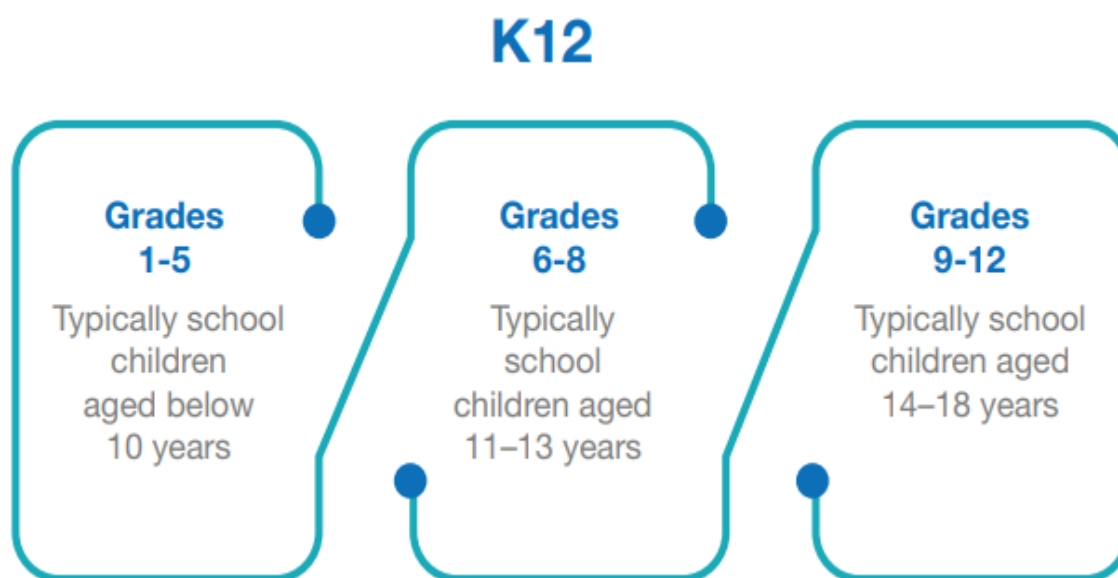 K12
Grades
1-5
Typically school
children
aged below
10 years
Grades
6-8
Typically
school
children aged
11–13 years
Grades
9-12
Typically school
children aged
14–18 years